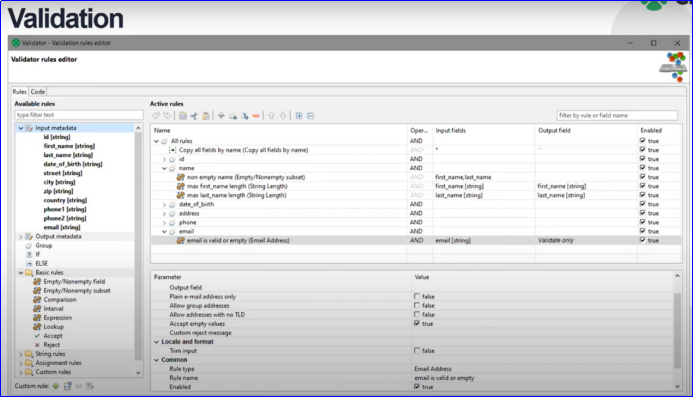 Validation
Validator - Validation rules editor
Validator rules editor
Rules Code
Available rules
type filter text
Input metadata
id [string]
first_name [string]
last_name [string]
date_of_birth [string]
street [string]
city [string]
zip [string]
country [string]
phone1 [string]
phone2 [string]
email [string]
Output metadata
Group
IF
ELSE
Basic rules
Empty/Nonempty field
Empty/Nonempty subset
Comparison
Interval
Expression
Lookup
Accept
Reject
String rules
Assignment rules
Custom rules
Custom rule:
Active rules
filter by rule or field name
Name Oper... Input fields Output field Enabled
All rules AND true
Copy all fields by name (Copy all fields by name) AND * * true
id AND true
name AND true
non empty name (Empty/Nonempty subset) AND first_name,last_name true
max first_name length (String Length) AND first_name [string] first_name [string] true
max last_name length (String Length) AND last_name [string] last_name [string] true
date_of_birth AND true
address AND true
phone AND true
email AND true
email is valid or empty (Email Address) AND email [string] Validate only true
Parameter Value
Output field
Plain e-mail address only false
Allow group addresses false
Allow addresses with no TLD false
Accept empty values true
Custom reject message
Locale and format
Trim input false
Common
Rule type Email Address
Rule name email is valid or empty
Enabled true